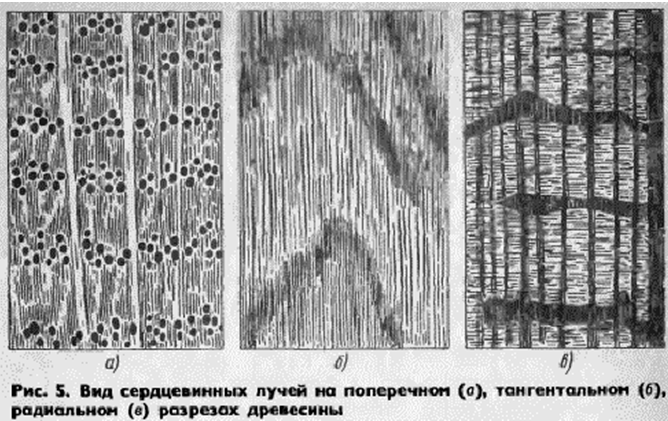 а) б) в)
Рис. 5. Вид сердцевинных лучей на поперечном (а), тангентальном (б),
радиальном (в) разрезах древесины